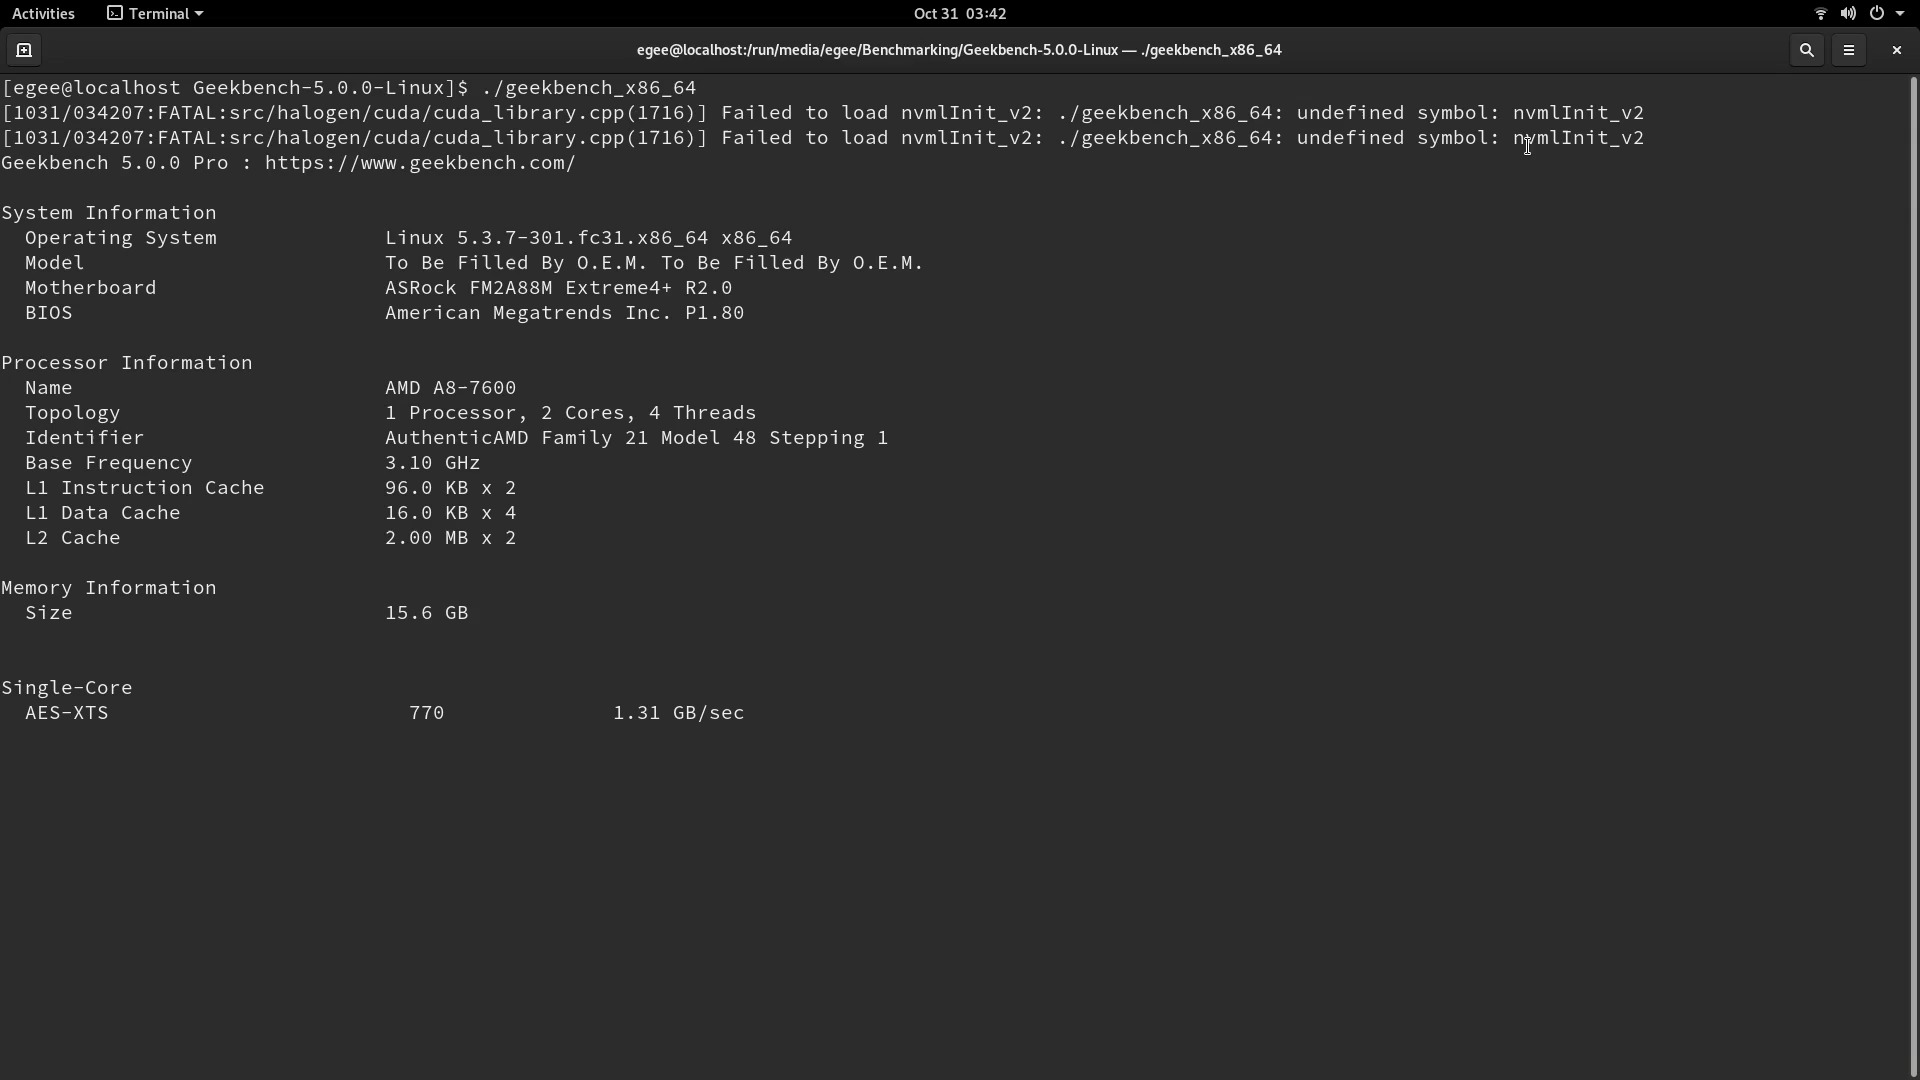 Activities Terminal Oct 31 03:42
egee@localhost:/run/media/egee/Benchmarking/Geekbench-5.0.0-Linux — ./geekbench_x86_64
[egee@localhost Geekbench-5.0.0-Linux]$ ./geekbench_x86_64
[1031/034207:FATAL:src/halogen/cuda/cuda_library.cpp(1716)] Failed to load nvmlInit_v2: ./geekbench_x86_64: undefined symbol: nvmlInit_v2
[1031/034207:FATAL:src/halogen/cuda/cuda_library.cpp(1716)] Failed to load nvmlInit_v2: ./geekbench_x86_64: undefined symbol: nvmlInit_v2
Geekbench 5.0.0 Pro : https://www.geekbench.com/
System Information
Operating System Linux 5.3.7-301.fc31.x86_64 x86_64
Model To Be Filled By O.E.M. To Be Filled By O.E.M.
Motherboard ASRock FM2A88M Extreme4+ R2.0
BIOS American Megatrends Inc. P1.80
Processor Information
Name AMD A8-7600
Topology 1 Processor, 2 Cores, 4 Threads
Identifier AuthenticAMD Family 21 Model 48 Stepping 1
Base Frequency 3.10 GHz
L1 Instruction Cache 96.0 KB x 2
L1 Data Cache 16.0 KB x 4
L2 Cache 2.00 MB x 2
Memory Information
Size 15.6 GB
Single-Core
AES-XTS 770 1.31 GB/sec